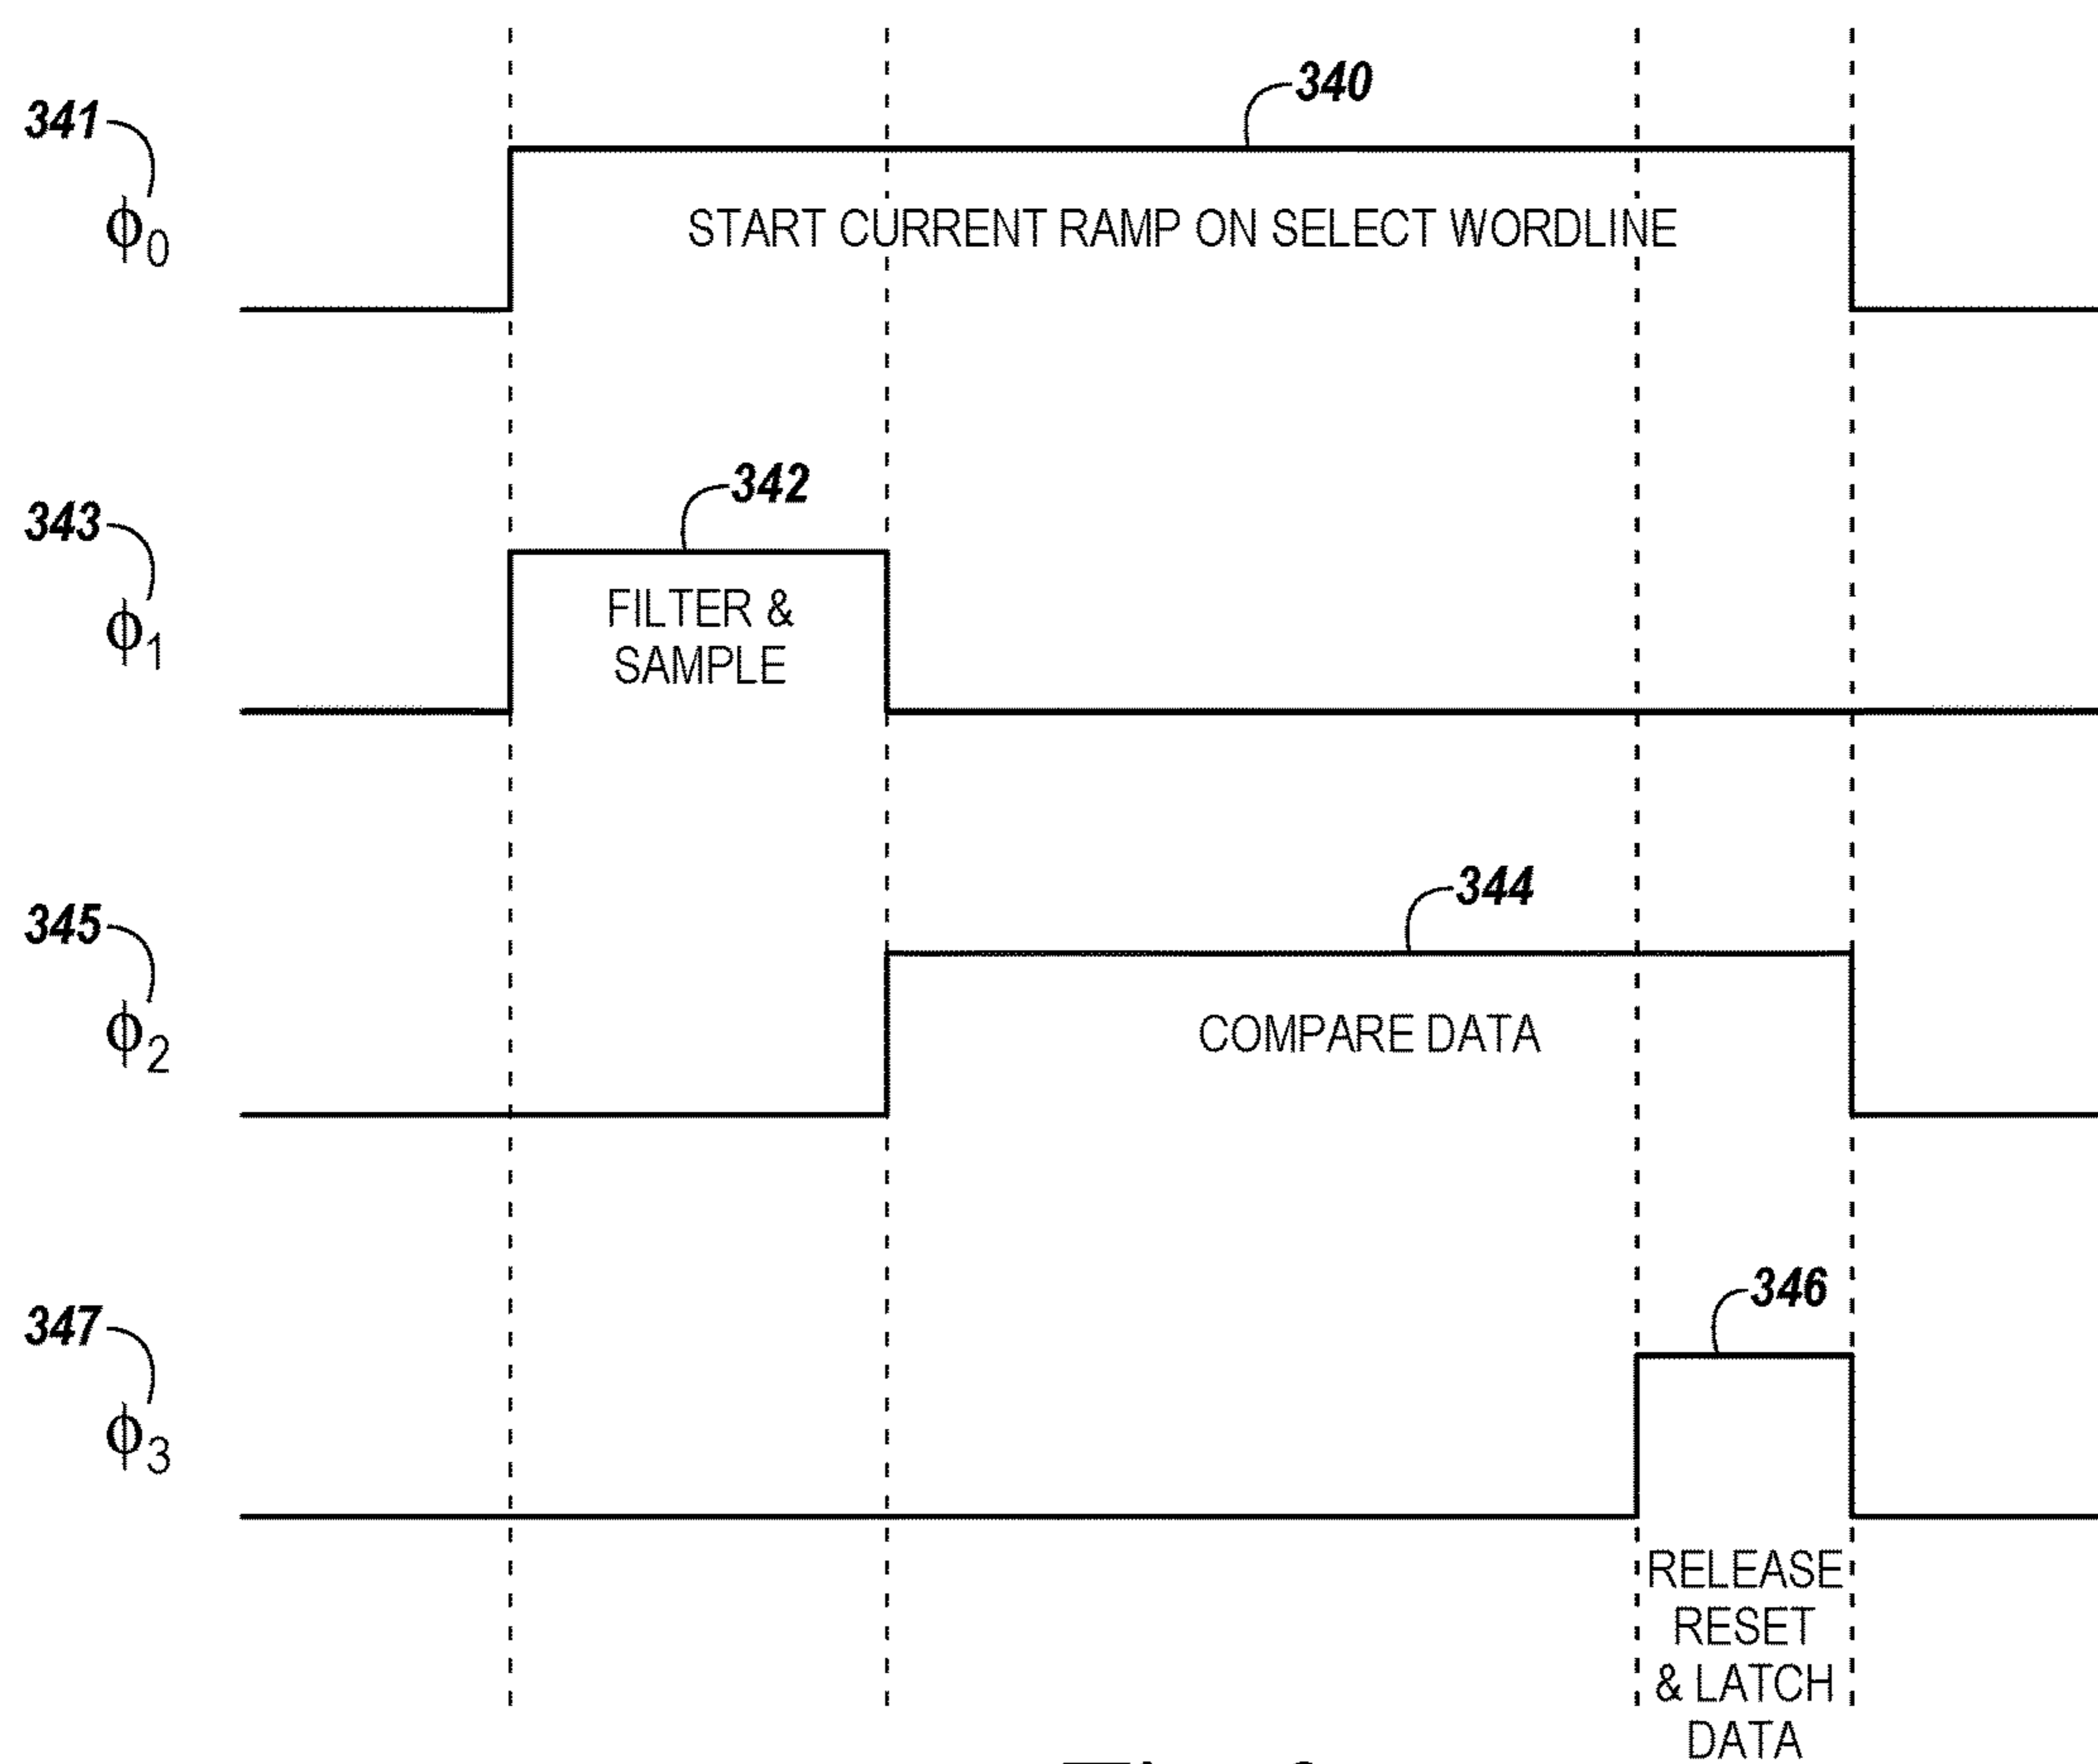 340
341
ϕ0
START CURRENT RAMP ON SELECT WORDLINE
342
343
ϕ1
FILTER &
SAMPLE
344
345
ϕ2
COMPARE DATA
346
347
ϕ3
RELEASE
RESET
& LATCH
DATA